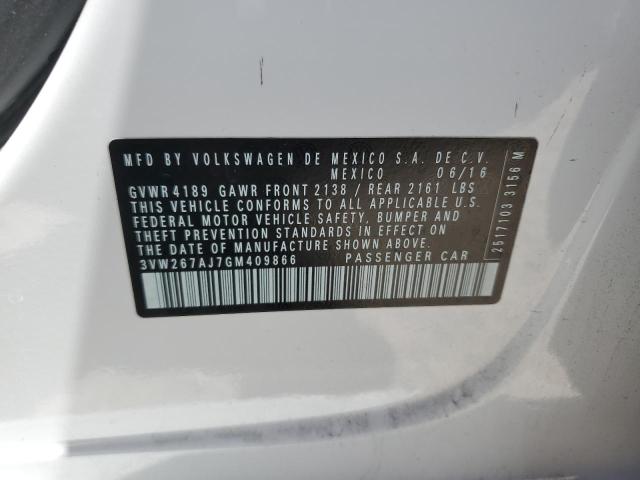 MFD BY VOLKSWAGEN DE MEXICO S.A. DE C.V.
MEXICO 06/16
GVWR 4189 GAWR FRONT 2138 / REAR 2161 LBS
THIS VEHICLE CONFORMS TO ALL APPLICABLE U.S.
FEDERAL MOTOR VEHICLE SAFETY, BUMPER AND
THEFT PREVENTION STANDARDS IN EFFECT ON
THE DATE OF MANUFACTURE SHOWN ABOVE.
3VW267AJ7GM409866 PASSENGER CAR
2517103 3156 M